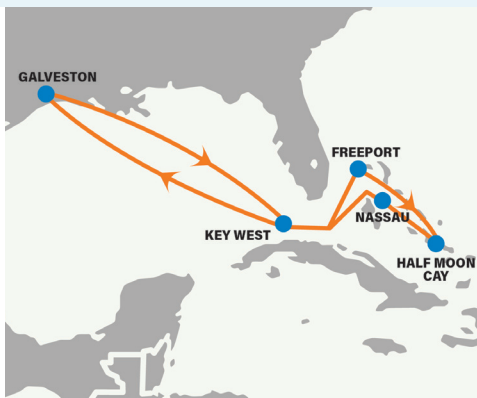 GALVESTON
FREEPORT
NASSAU
KEY WEST
HALF MOON
CAY